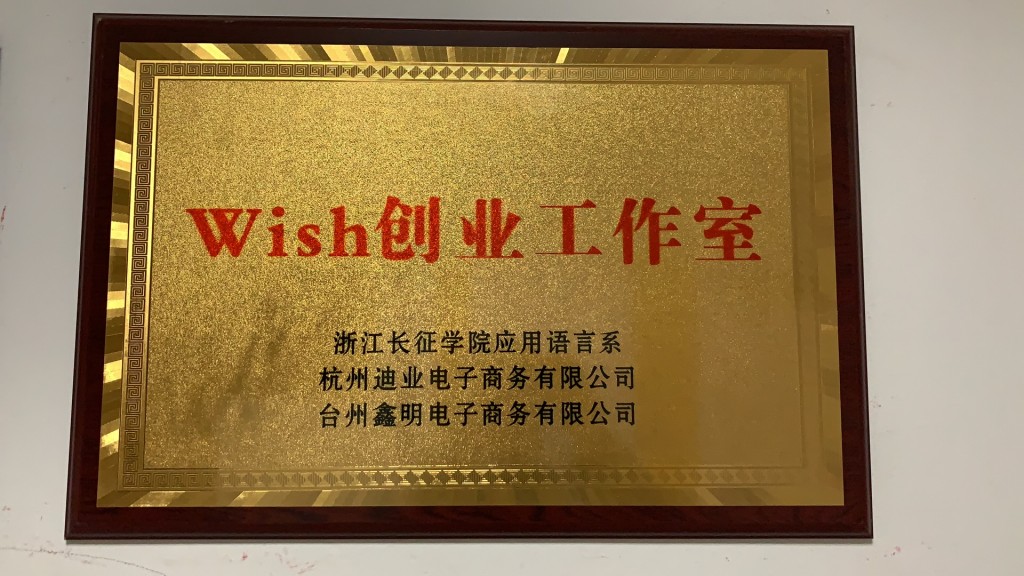 Wish创业工作室
浙江长征学院应用语言系
杭州迪业电子商务有限公司
台州鑫明电子商务有限公司